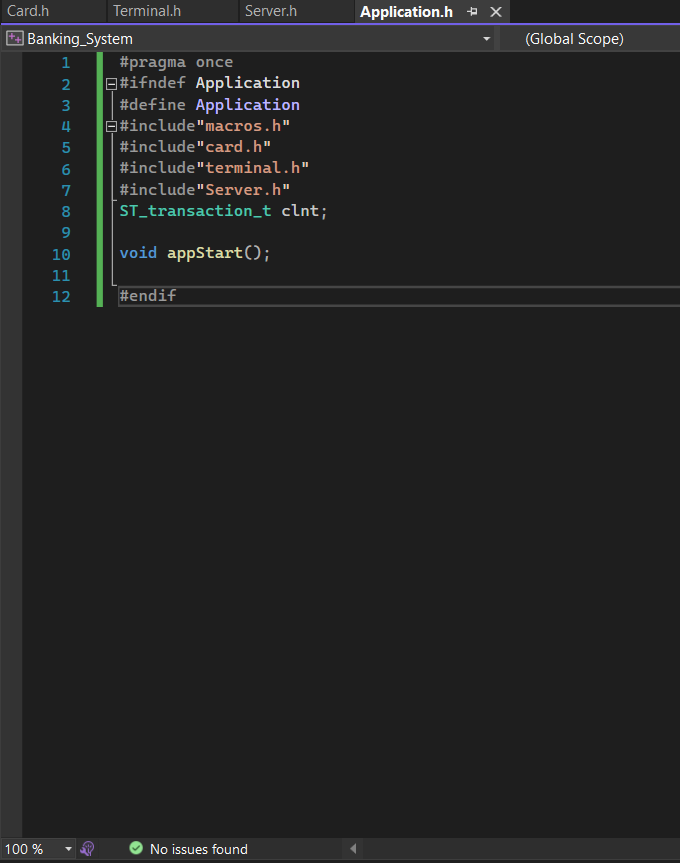 Card.h Terminal.h Server.h Application.h
Banking_System (Global Scope)
1 #pragma once
2 #ifndef Application
3 #define Application
4 #include"macros.h"
5 #include"card.h"
6 #include"terminal.h"
7 #include"Server.h"
8 ST_transaction_t clnt;
9
10 void appStart();
11
12 #endif
100 % No issues found